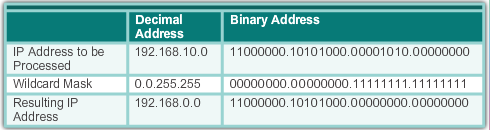 Decimal Address
Binary Address
IP Address to be Processed
192.168.10.0
11000000.10101000.00001010.00000000
Wildcard Mask
0.0.255.255
00000000.00000000.11111111.11111111
Resulting IP Address
192.168.0.0
11000000.10101000.00000000.00000000